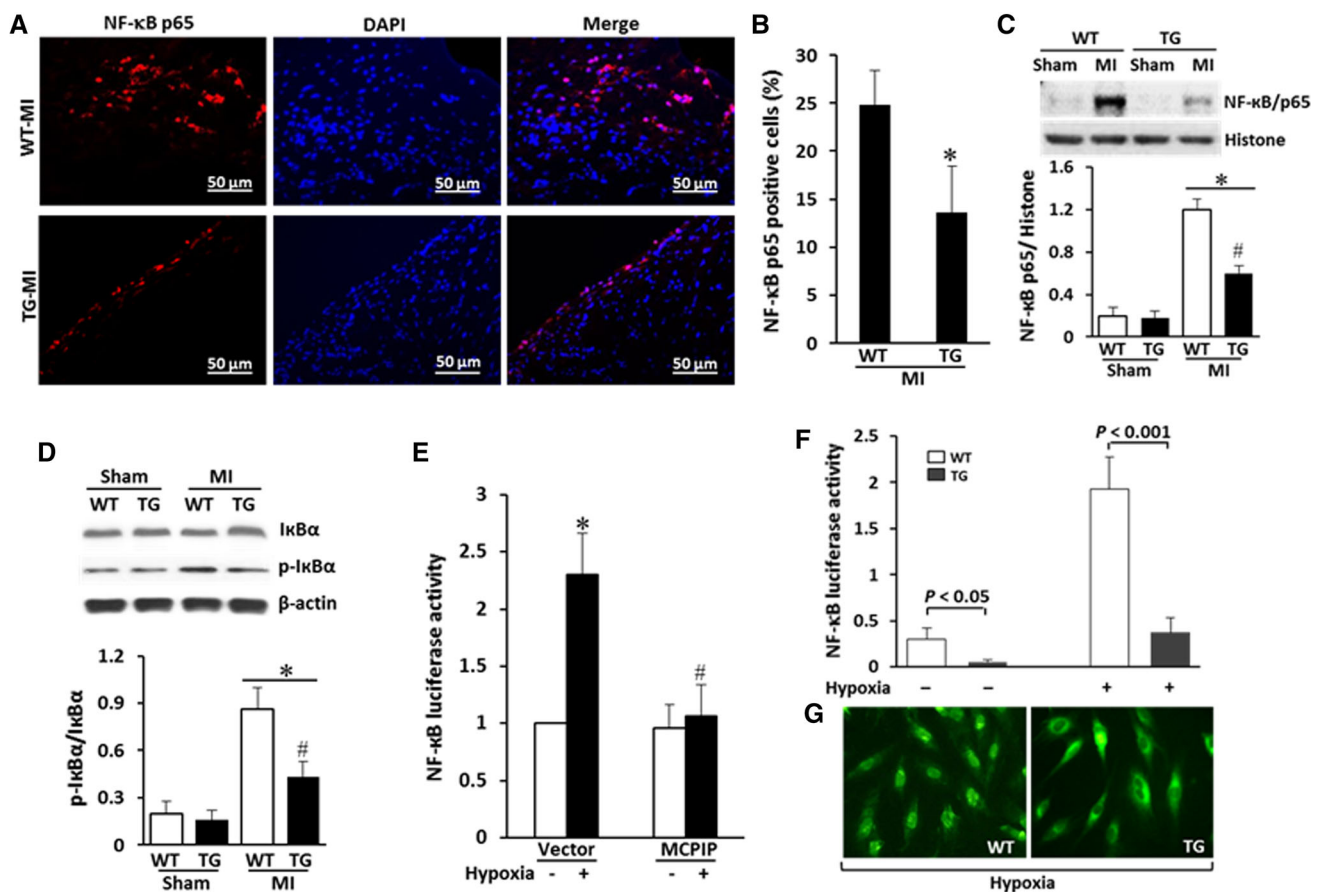 A
NF-κB p65
DAPI
Merge
WT-MI
50 µm
50 µm
50 µm
TG-MI
50 µm
50 µm
50 µm
B
NF-κB p65 positive cells (%)
35
30
25
20
15
10
5
0
*
WT
TG
MI
C
WT
TG
Sham
MI
Sham
MI
NF-κB/p65
Histone
NF-κB p65/ Histone
1.6
1.2
0.8
0.4
0
*
#
WT
TG
WT
TG
Sham
MI
D
Sham
MI
WT
TG
WT
TG
IκBα
p-IκBα
β-actin
p-IκBα/IκBα
1.2
0.9
0.6
0.3
0
*
#
WT
TG
WT
TG
Sham
MI
E
NF-κB luciferase activity
3
2.5
2
1.5
1
0.5
0
*
#
Vector
MCPIP
Hypoxia - + - +
F
NF-κB luciferase activity
2.5
2
1.5
1
0.5
0
WT
TG
P < 0.05
P < 0.001
Hypoxia – – + +
G
WT
TG
Hypoxia